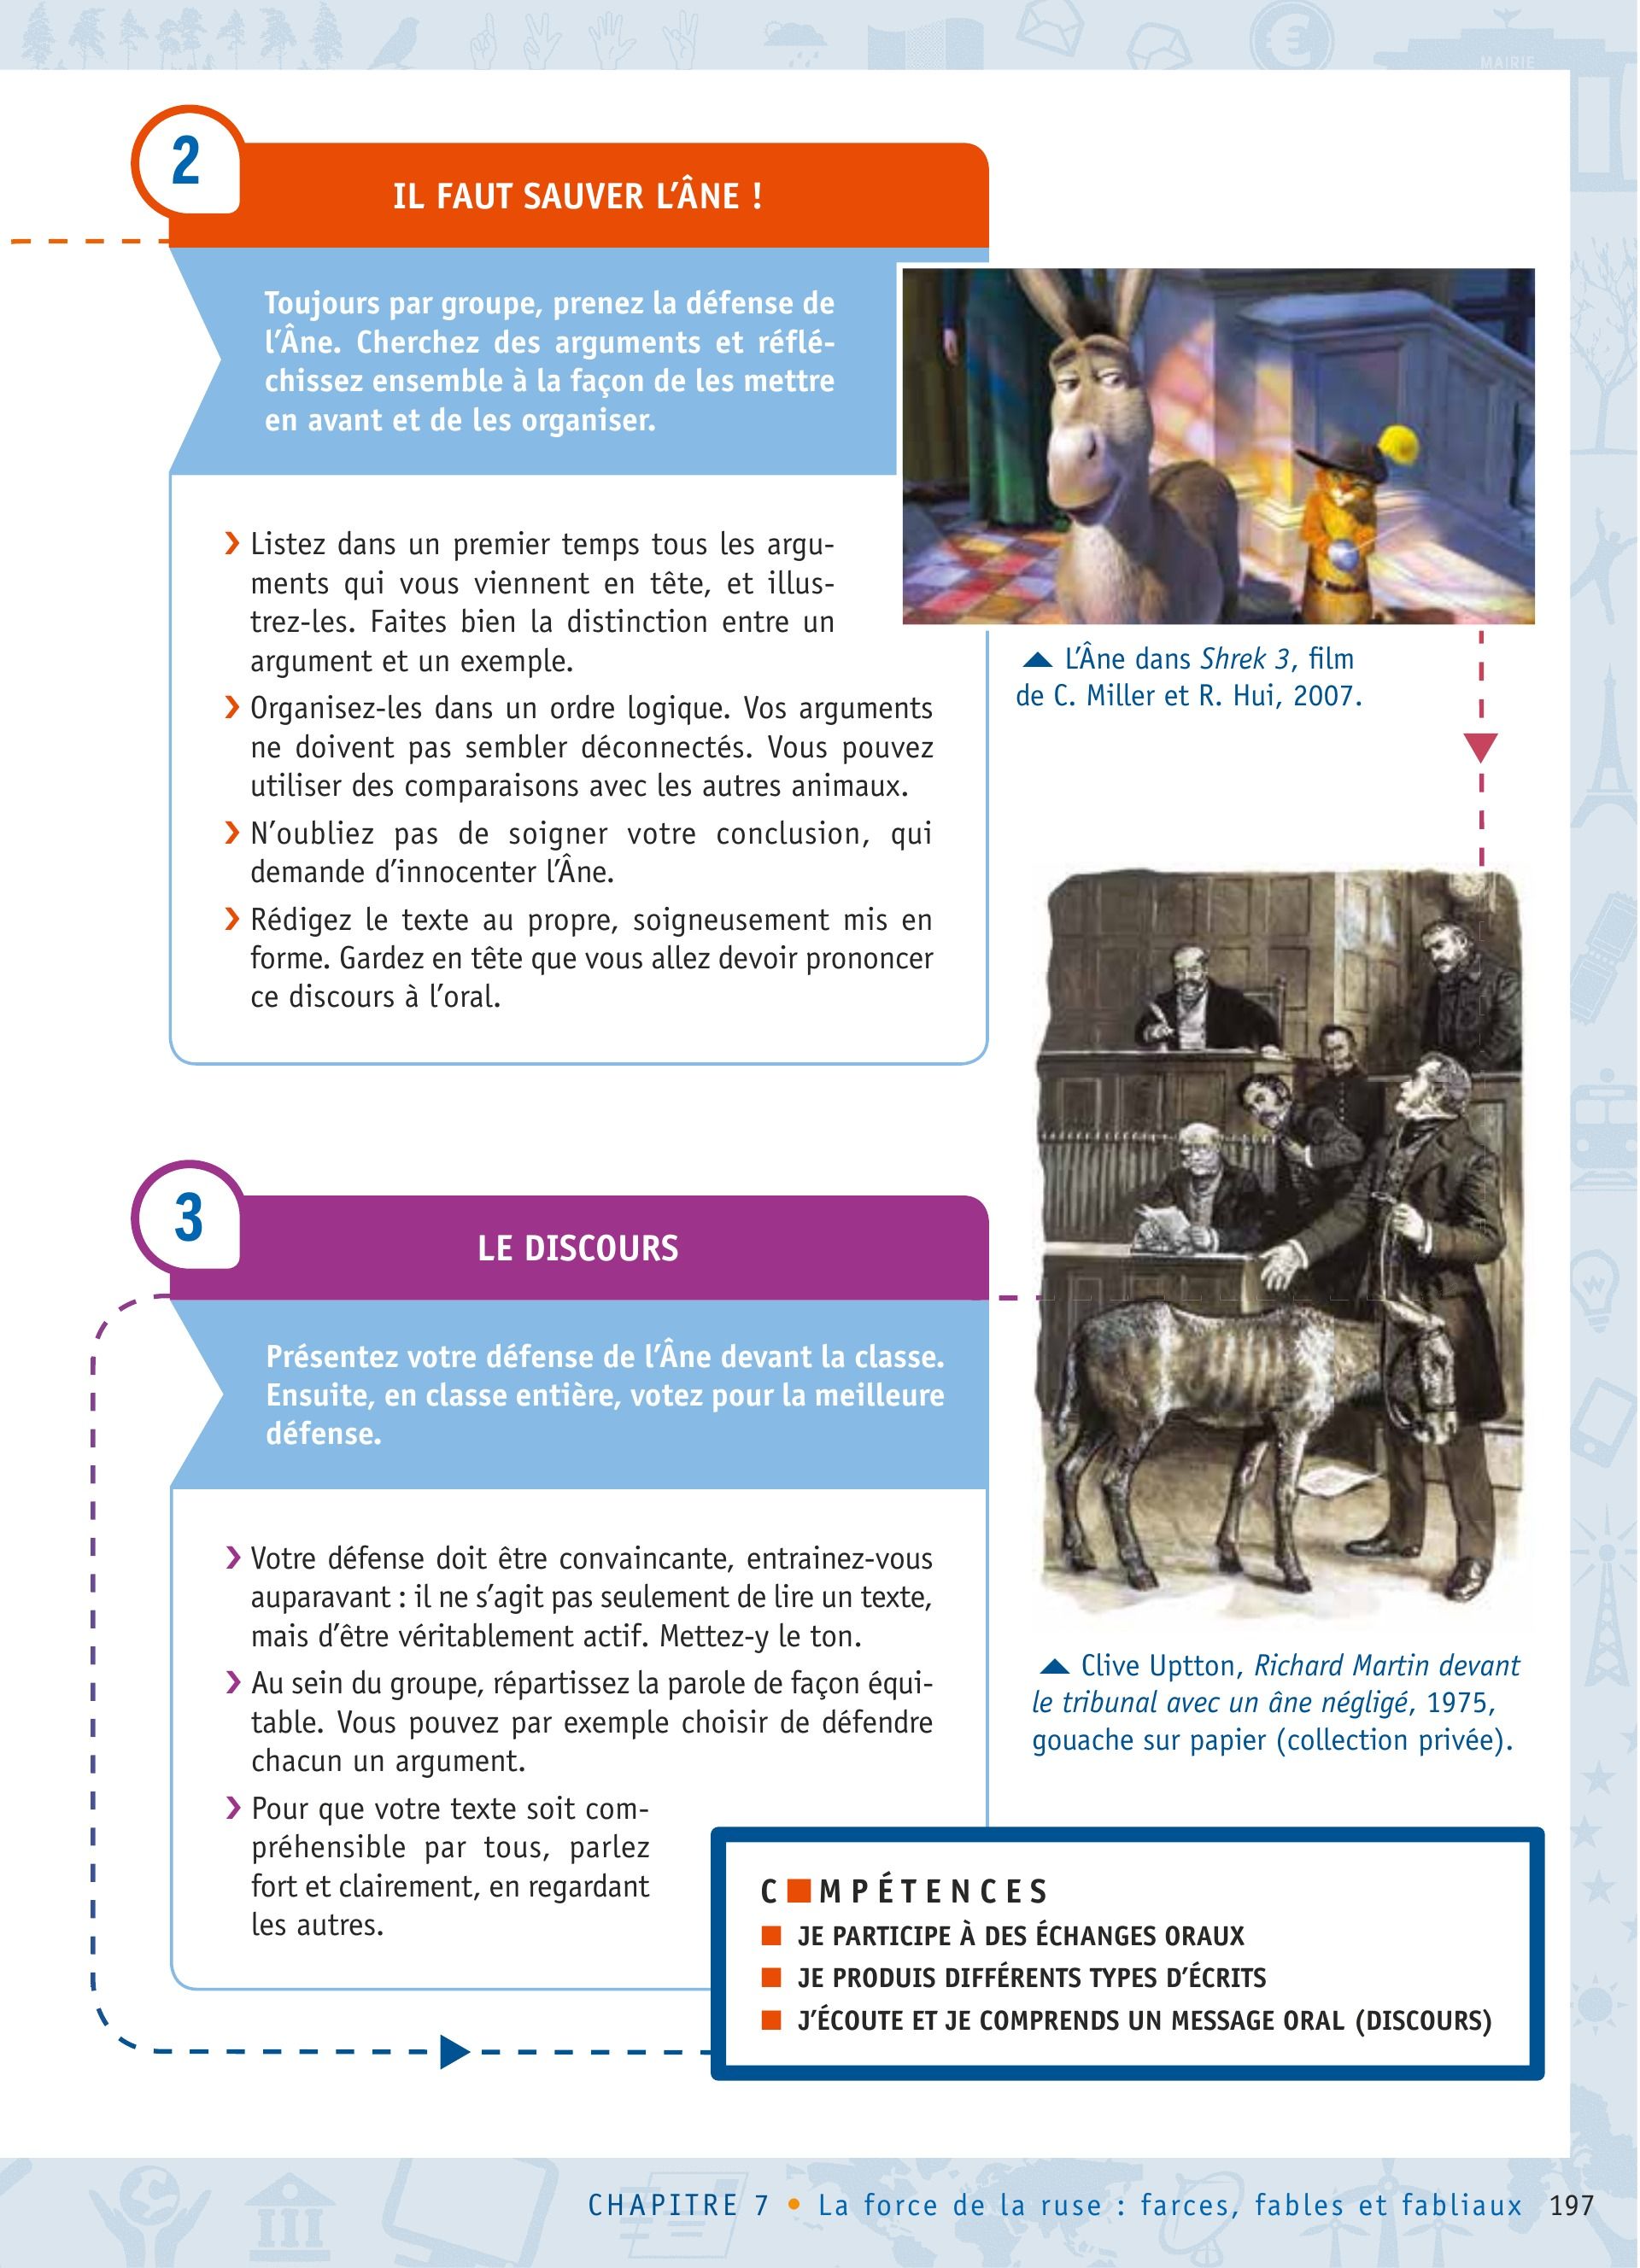 MAIRIE
2
IL FAUT SAUVER L'ÂNE !
Toujours par groupe, prenez la défense de
l'Âne. Cherchez des arguments et réflé-
chissez ensemble à la façon de les mettre
en avant et de les organiser.
› Listez dans un premier temps tous les argu-
ments qui vous viennent en tête, et illus-
trez-les. Faites bien la distinction entre un
argument et un exemple.
› Organisez-les dans un ordre logique. Vos arguments
ne doivent pas sembler déconnectés. Vous pouvez
utiliser des comparaisons avec les autres animaux.
› N'oubliez pas de soigner votre conclusion, qui
demande d'innocenter l'Âne.
› Rédigez le texte au propre, soigneusement mis en
forme. Gardez en tête que vous allez devoir prononcer
ce discours à l'oral.
L'Âne dans Shrek 3, film
de C. Miller et R. Hui, 2007.
3
LE DISCOURS
Présentez votre défense de l'Âne devant la classe.
Ensuite, en classe entière, votez pour la meilleure
défense.
› Votre défense doit être convaincante, entrainez-vous
auparavant : il ne s'agit pas seulement de lire un texte,
mais d'être véritablement actif. Mettez-y le ton.
› Au sein du groupe, répartissez la parole de façon équi-
table. Vous pouvez par exemple choisir de défendre
chacun un argument.
› Pour que votre texte soit com-
préhensible par tous, parlez
fort et clairement, en regardant
les autres.
Clive Uptton, Richard Martin devant
le tribunal avec un âne négligé, 1975,
gouache sur papier (collection privée).
C■MPÉTENCES
■ JE PARTICIPE À DES ÉCHANGES ORAUX
■ JE PRODUIS DIFFÉRENTS TYPES D'ÉCRITS
■ J'ÉCOUTE ET JE COMPRENDS UN MESSAGE ORAL (DISCOURS)
CHAPITRE 7 • La force de la ruse : farces, fables et fabliaux 197